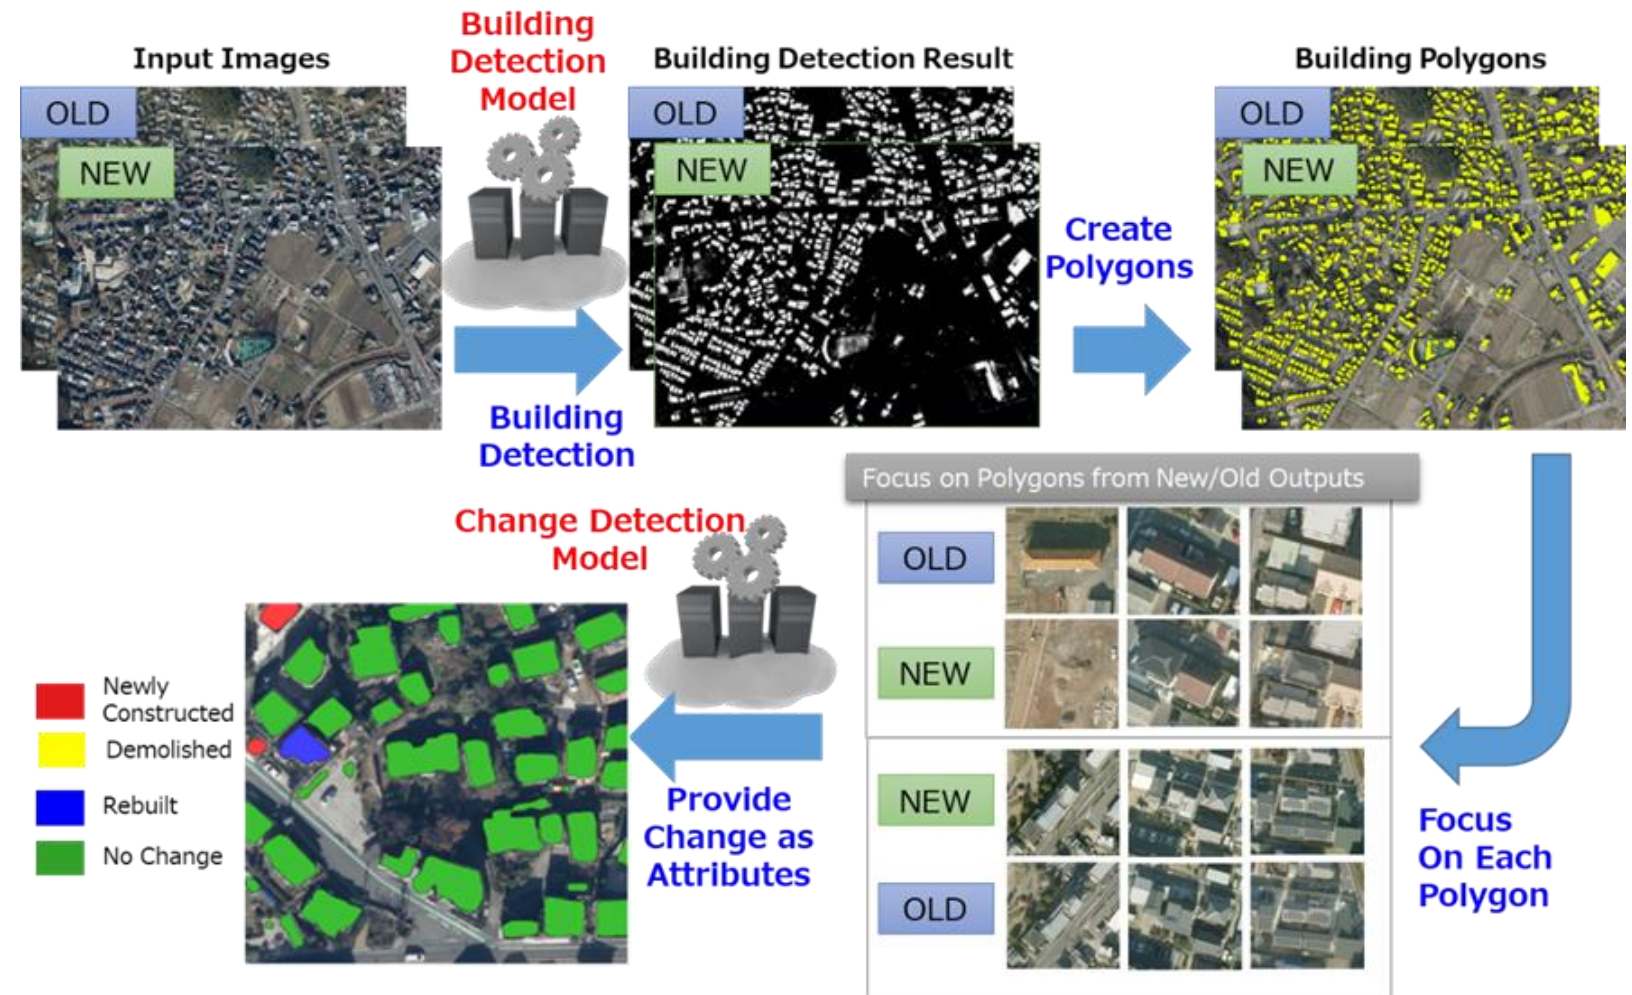 Input Images
OLD
NEW
Building
Detection
Model
Building
Detection
Building Detection Result
OLD
NEW
Create
Polygons
Building Polygons
OLD
NEW
Focus
On Each
Polygon
Focus on Polygons from New/Old Outputs
OLD
NEW
NEW
OLD
Change Detection
Model
Provide
Change as
Attributes
Newly
Constructed
Demolished
Rebuilt
No Change